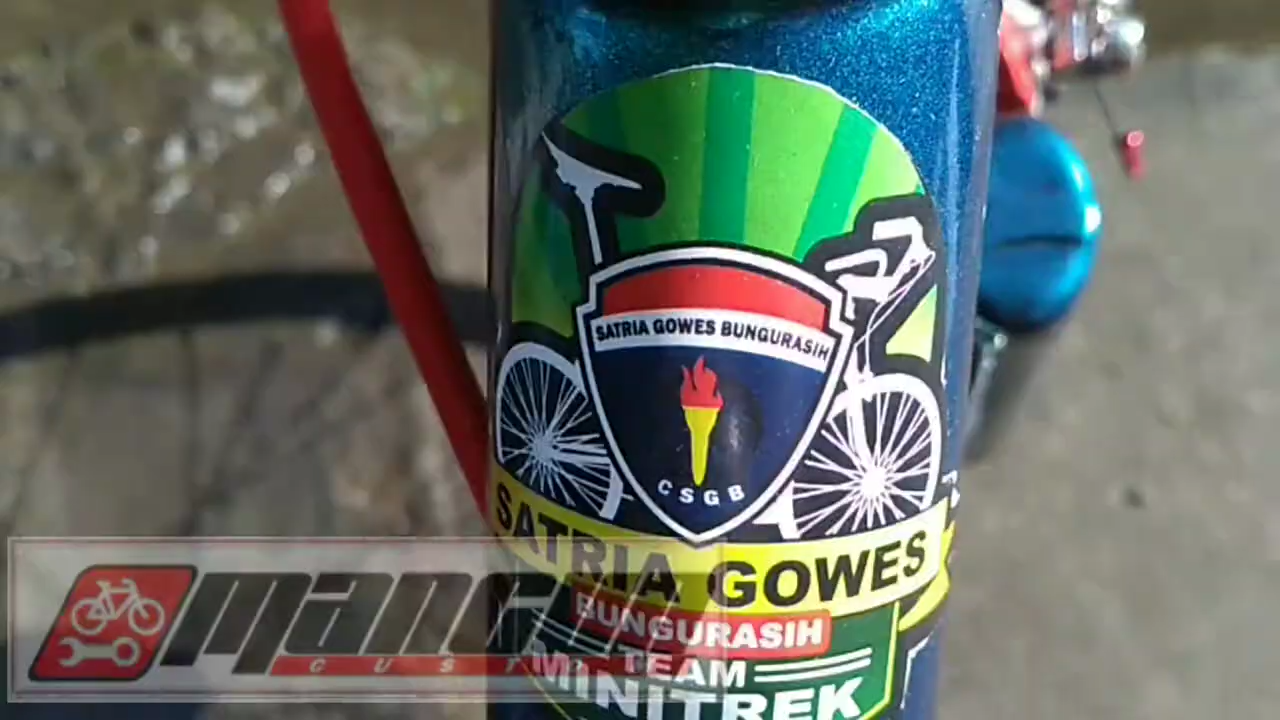 SATRIA GOWES BUNGURASIH
CSGB
SATRIA GOWES
BUNGURASIH
TEAM
MINITREK